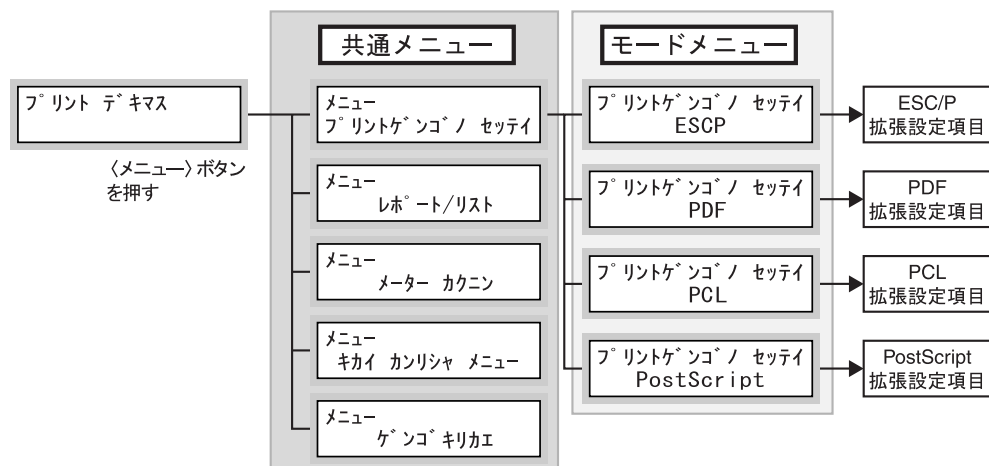 共通メニュー
モードメニュー
プリント デキマス
〈メニュー〉ボタン
を押す
メニュー
プリントゲンゴノ セッテイ
メニュー
レポート/リスト
メニュー
メーター カクニン
メニュー
キカイ カンリシャ メニュー
メニュー
ゲンゴキリカエ
プリントゲンゴノ セッテイ
ESCP
プリントゲンゴノ セッテイ
PDF
プリントゲンゴノ セッテイ
PCL
プリントゲンゴノ セッテイ
PostScript
ESC/P
拡張設定項目
PDF
拡張設定項目
PCL
拡張設定項目
PostScript
拡張設定項目